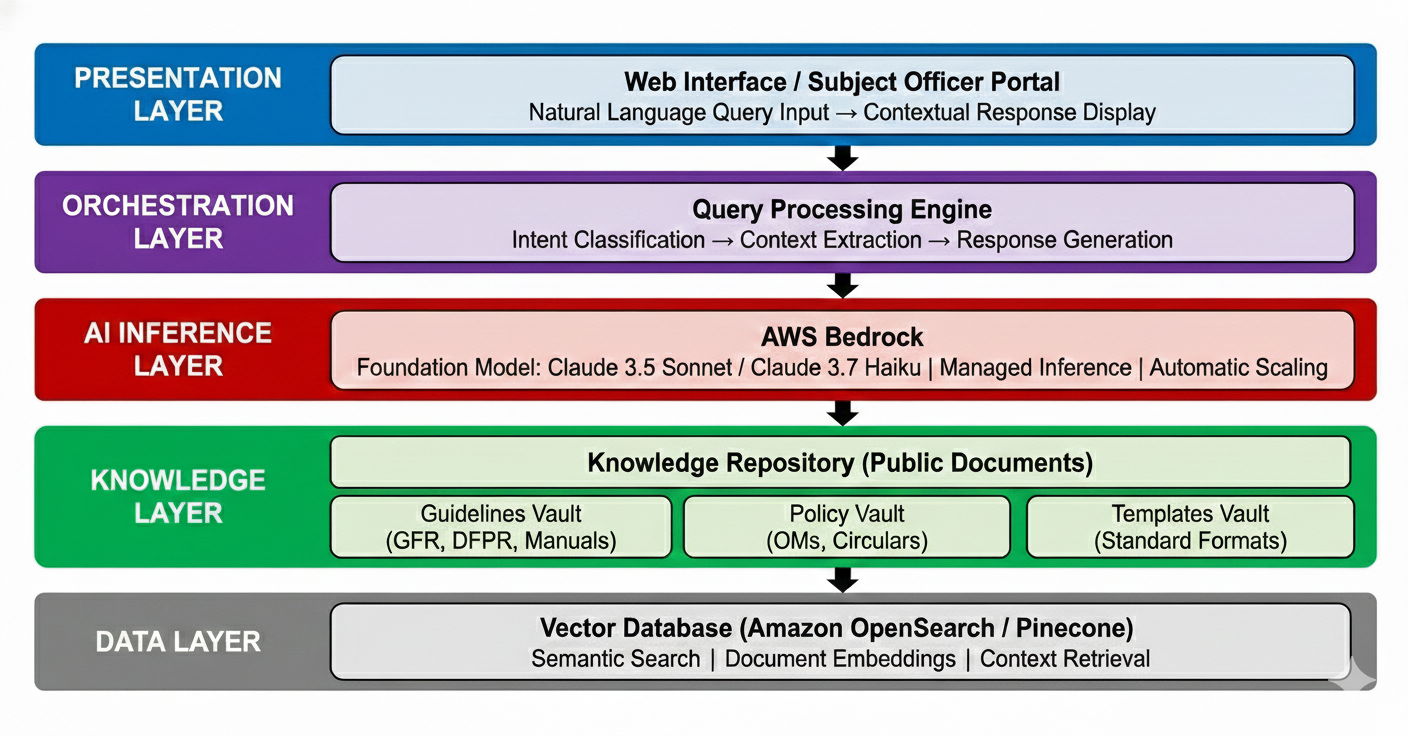 PRESENTATION
LAYER
Web Interface / Subject Officer Portal
Natural Language Query Input → Contextual Response Display
ORCHESTRATION
LAYER
Query Processing Engine
Intent Classification → Context Extraction → Response Generation
AI INFERENCE
LAYER
AWS Bedrock
Foundation Model: Claude 3.5 Sonnet / Claude 3.7 Haiku | Managed Inference | Automatic Scaling
KNOWLEDGE
LAYER
Knowledge Repository (Public Documents)
Guidelines Vault
(GFR, DFPR, Manuals)
Policy Vault
(OMs, Circulars)
Templates Vault
(Standard Formats)
DATA LAYER
Vector Database (Amazon OpenSearch / Pinecone)
Semantic Search | Document Embeddings | Context Retrieval